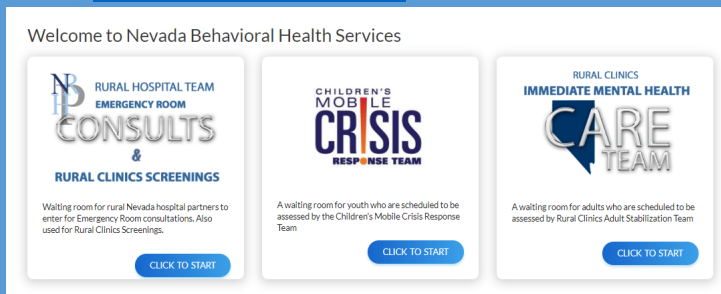 Welcome to Nevada Behavioral Health Services
NBHP
RURAL HOSPITAL TEAM
EMERGENCY ROOM
CONSULTS
&
RURAL CLINICS SCREENINGS
Waiting room for rural Nevada hospital partners to
enter for Emergency Room consultations. Also
used for Rural Clinics Screenings.
CLICK TO START
CHILDREN'S
MOBILE
CRISIS
RESPONSE TEAM
A waiting room for youth who are scheduled to be
assessed by the Children's Mobile Crisis Response
Team
CLICK TO START
RURAL CLINICS
IMMEDIATE MENTAL HEALTH
CARE
TEAM
A waiting room for adults who are scheduled to be
assessed by Rural Clinics Adult Stabilization Team
CLICK TO START